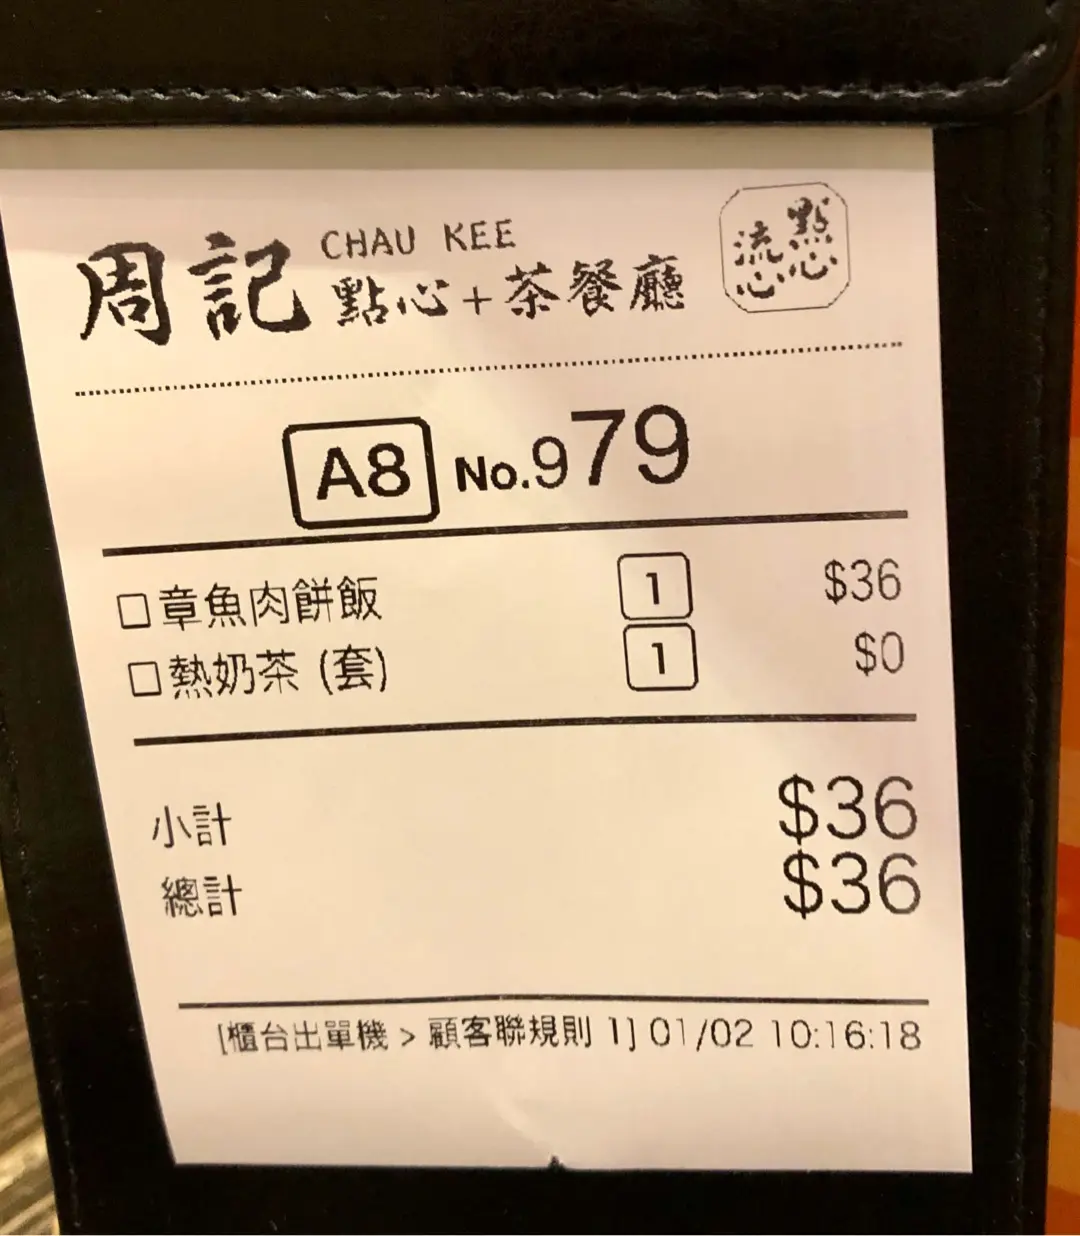 周記 CHAU KEE
點心+茶餐廳
點心
流心
A8 No.979
□章魚肉餅飯 1 $36
□熱奶茶 (套) 1 $0
小計 $36
總計 $36
[櫃台出單機 > 顧客聯規則 1] 01/02 10:16:18